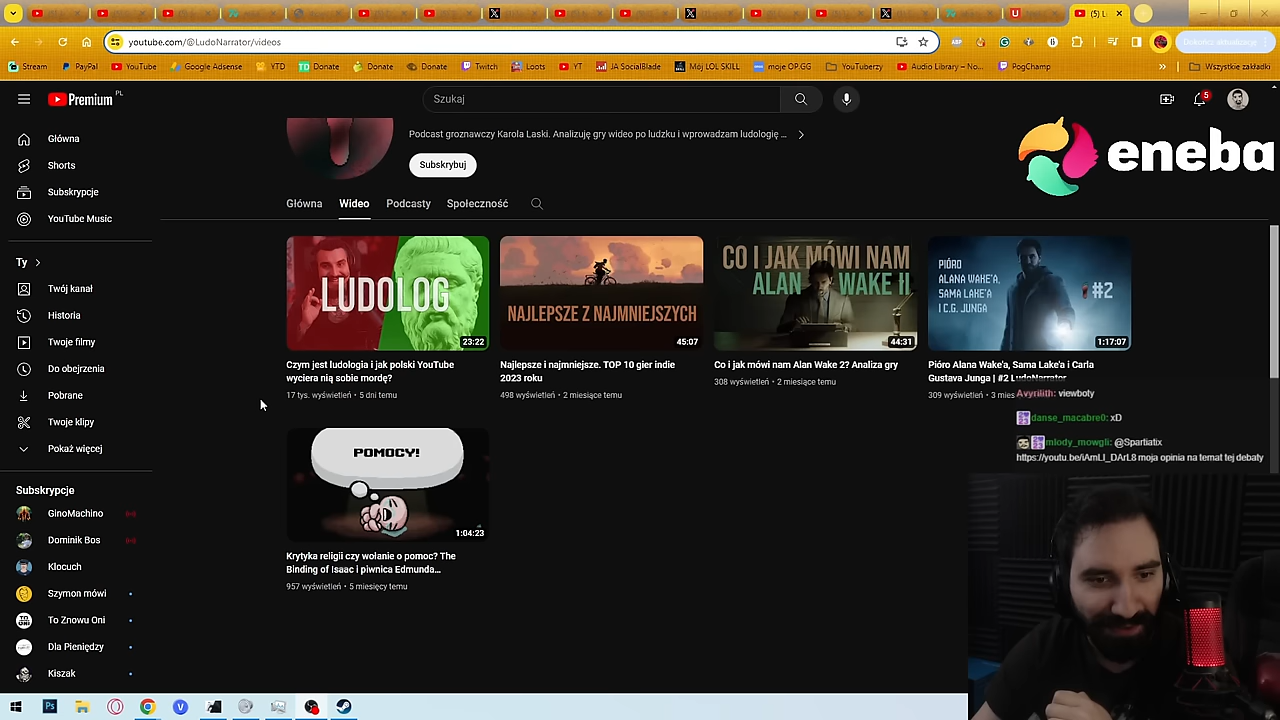 (5) L
youtube.com/@LudoNarrator/videos
Dokończ aktualizację
Stream
PayPal
YouTube
Google Adsense
YTD
Donate
Donate
Donate
Twitch
Loots
YT
JA SocialBlade
Mój LOL SKILL
moje OP.GG
YouTuberzy
Audio Library – No...
PogChamp
Wszystkie zakładki
Premium PL
Szukaj
5
Główna
Shorts
Subskrypcje
YouTube Music
Ty
Twój kanał
Historia
Twoje filmy
Do obejrzenia
Pobrane
Twoje klipy
Pokaż więcej
Subskrypcje
GinoMachino
Dominik Bos
Klocuch
Szymon mówi
To Znowu Oni
Dla Pieniędzy
Kiszak
Podcast groznawczy Karola Laski. Analizuję gry wideo po ludzku i wprowadzam ludologię ...
Subskrybuj
eneba
Główna
Wideo
Podcasty
Społeczność
LUDOLOG
23:22
Czym jest ludologia i jak polski YouTube
wyciera nią sobie mordę?
17 tys. wyświetleń • 5 dni temu
NAJLEPSZE Z NAJMNIEJSZYCH
45:07
Najlepsze i najmniejsze. TOP 10 gier indie
2023 roku
498 wyświetleń • 2 miesiące temu
CO I JAK MÓWI NAM
ALAN WAKE II
44:31
Co i jak mówi nam Alan Wake 2? Analiza gry
308 wyświetleń • 2 miesiące temu
PIÓRO
ALANA WAKE'A,
SAMA LAKE'A
I C.G. JUNGA
#2
1:17:07
Pióro Alana Wake'a, Sama Lake'a i Carla
Gustava Junga | #2 LudoNarrator
309 wyświetleń • 3 mies
POMOCY!
1:04:23
Krytyka religii czy wołanie o pomoc? The
Binding of Isaac i piwnica Edmunda...
957 wyświetleń • 5 miesięcy temu
Avyrilith: viewboty
danse_macabre0: xD
mlody_mowgli: @Spartiatix
https://youtu.be/iAmLI_DArL8 moja opinia na temat tej debaty